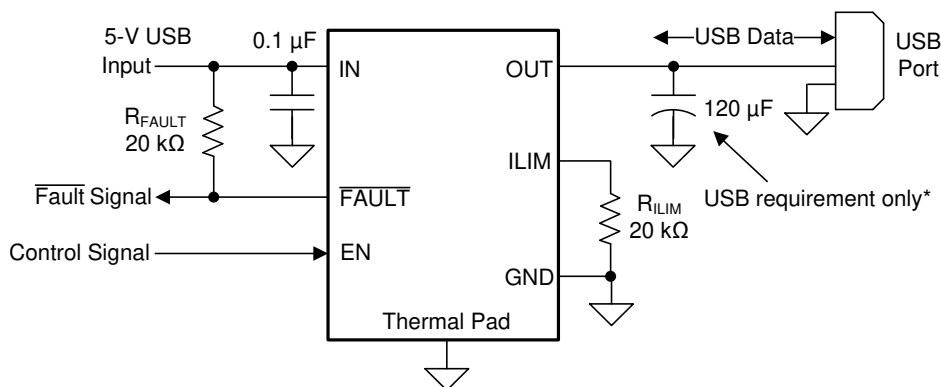 5-V USB
Input
0.1 µF
IN
OUT
USB Data
USB
Port
R_FAULT
20 kΩ
120 µF
ILIM
Fault Signal
FAULT
USB requirement only*
R_ILIM
20 kΩ
Control Signal
EN
GND
Thermal Pad